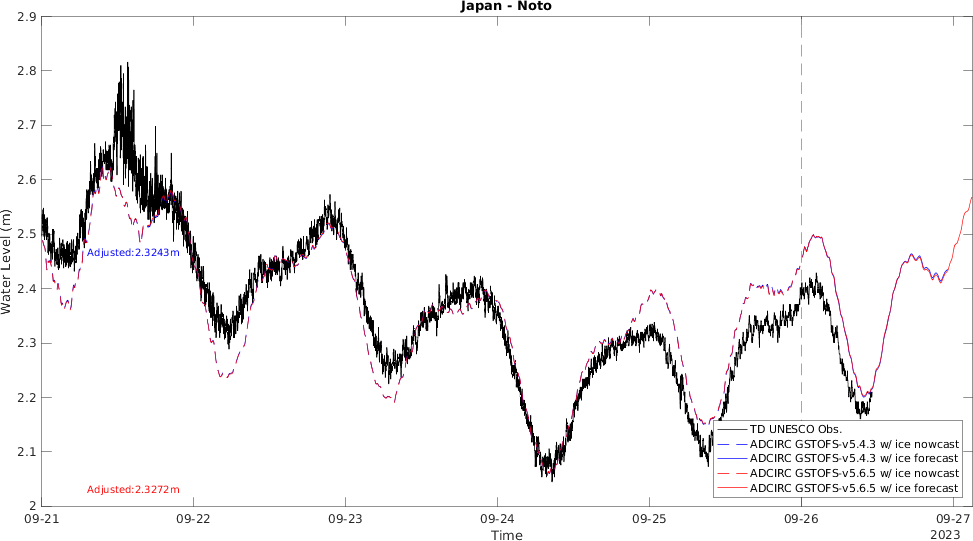 Japan - Noto
2.9
2.8
2.7
2.6
2.5
2.4
2.3
2.2
2.1
2
Water Level (m)
Adjusted:2.3243m
Adjusted:2.3272m
TD UNESCO Obs.
ADCIRC GSTOFS-v5.4.3 w/ ice nowcast
ADCIRC GSTOFS-v5.4.3 w/ ice forecast
ADCIRC GSTOFS-v5.6.5 w/ ice nowcast
ADCIRC GSTOFS-v5.6.5 w/ ice forecast
09-21 09-22 09-23 09-24 09-25 09-26 09-27
Time
2023